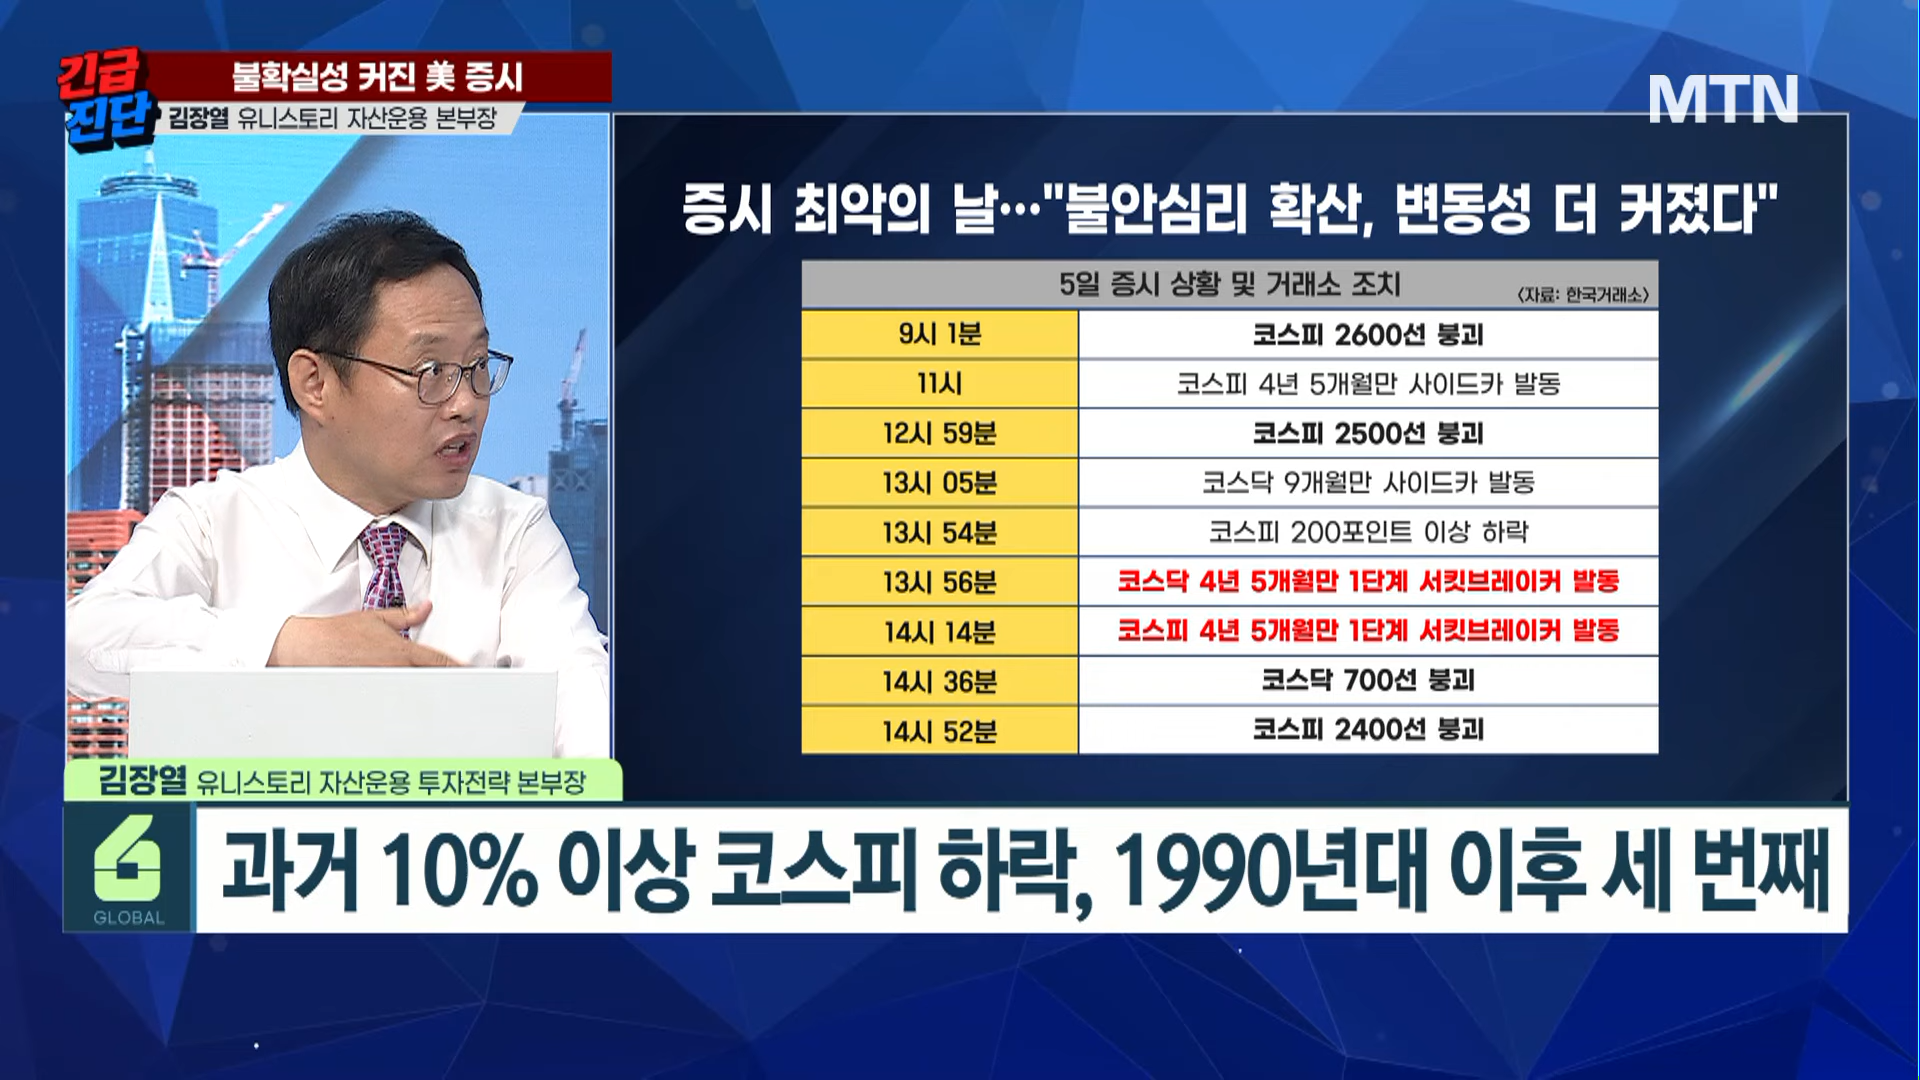 긴급
진단
불확실성 커진 美 증시
김장열 유니스토리 자산운용 본부장
MTN
증시 최악의 날…"불안심리 확산, 변동성 더 커졌다"
5일 증시 상황 및 거래소 조치
<자료: 한국거래소>
9시 1분 코스피 2600선 붕괴
11시 코스피 4년 5개월만 사이드카 발동
12시 59분 코스피 2500선 붕괴
13시 05분 코스닥 9개월만 사이드카 발동
13시 54분 코스피 200포인트 이상 하락
13시 56분 코스닥 4년 5개월만 1단계 서킷브레이커 발동
14시 14분 코스피 4년 5개월만 1단계 서킷브레이커 발동
14시 36분 코스닥 700선 붕괴
14시 52분 코스피 2400선 붕괴
김장열 유니스토리 자산운용 투자전략 본부장
6
GLOBAL
과거 10% 이상 코스피 하락, 1990년대 이후 세 번째